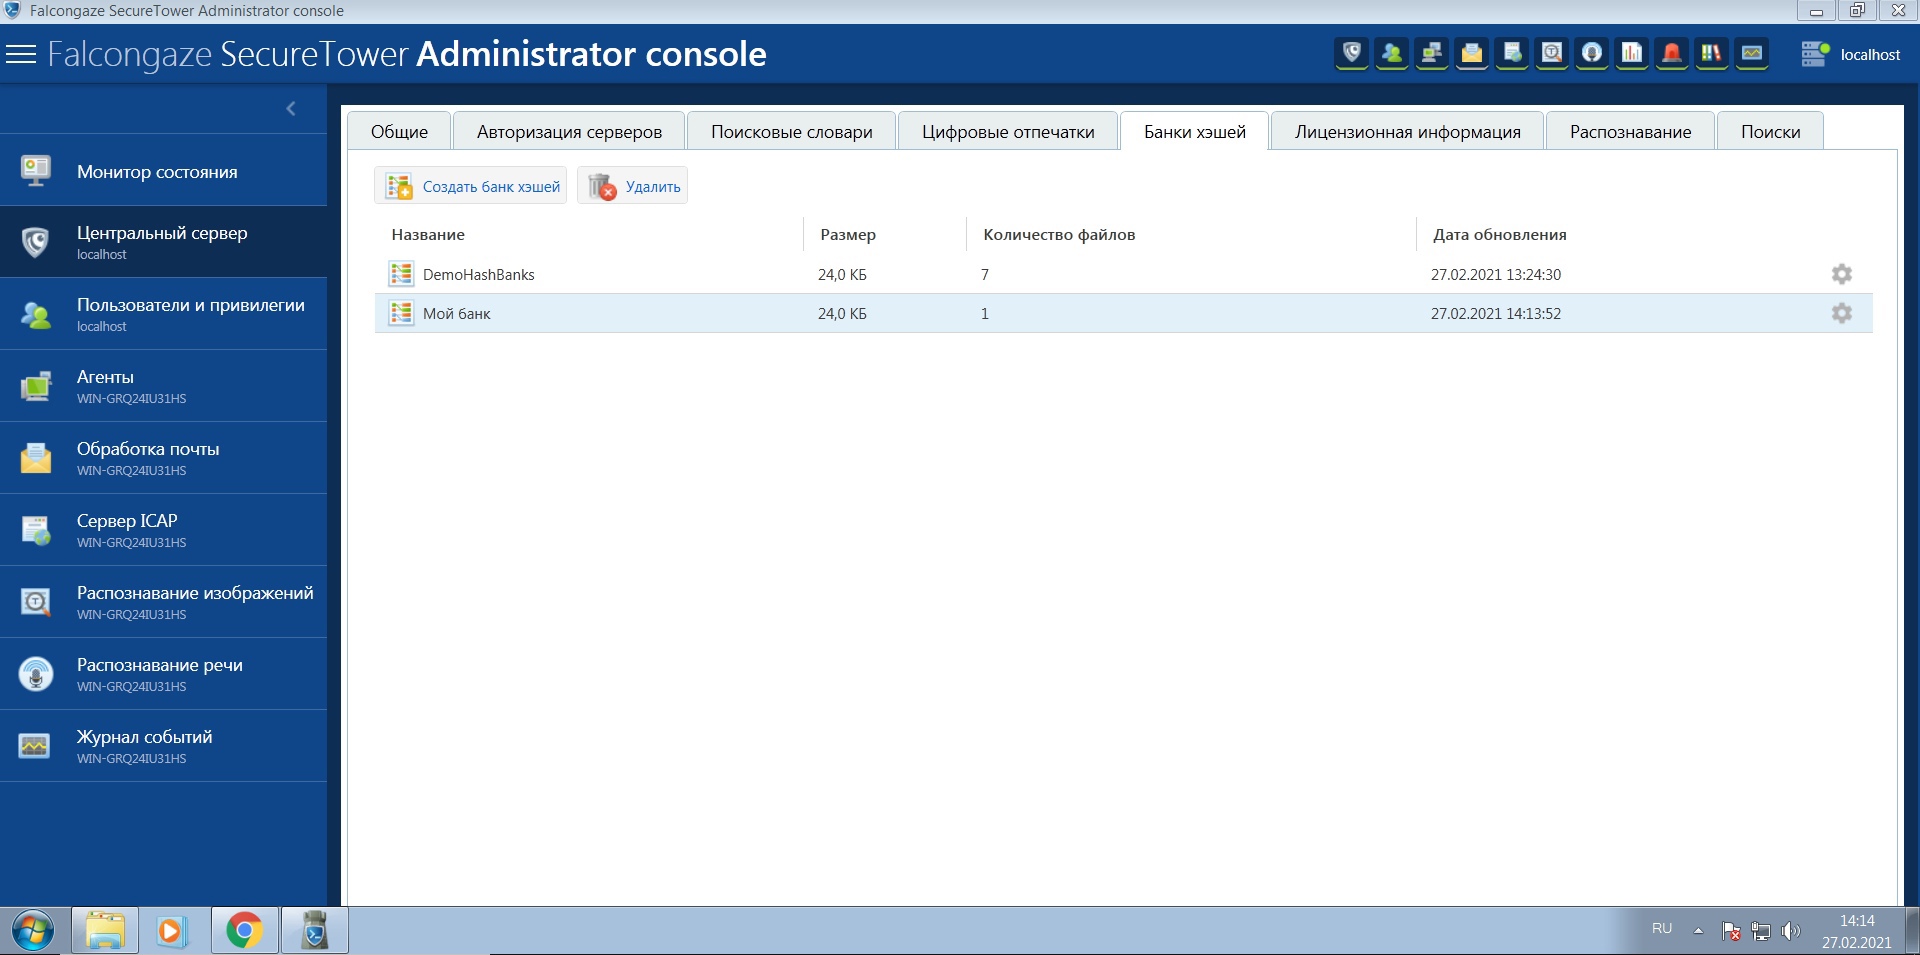 Falcongaze SecureTower Administrator console
Falcongaze SecureTower Administrator console
localhost
Монитор состояния
Центральный сервер
localhost
Пользователи и привилегии
localhost
Агенты
WIN-GRQ24IU31HS
Обработка почты
WIN-GRQ24IU31HS
Сервер ICAP
WIN-GRQ24IU31HS
Распознавание изображений
WIN-GRQ24IU31HS
Распознавание речи
WIN-GRQ24IU31HS
Журнал событий
WIN-GRQ24IU31HS
Общие Авторизация серверов Поисковые словари Цифровые отпечатки Банки хэшей Лицензионная информация Распознавание Поиски
Создать банк хэшей Удалить
Название Размер Количество файлов Дата обновления
DemoHashBanks 24,0 КБ 7 27.02.2021 13:24:30
Мой банк 24,0 КБ 1 27.02.2021 14:13:52
RU
14:14
27.02.2021